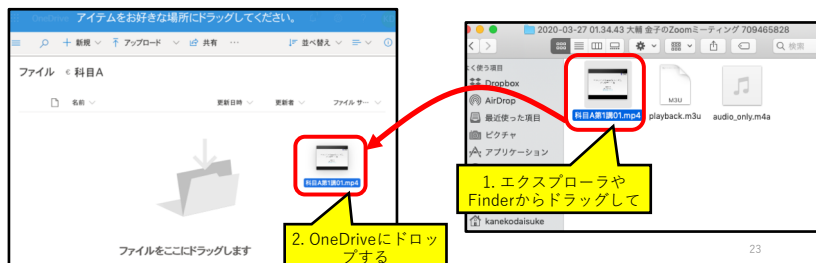 OneDrive アイテムをお好きな場所にドラッグしてください。
+ 新規 アップロード 共有 … 並べ替え
ファイル 科目A
名前 更新日時 更新者 ファイル サ…
科目A第1講01.mp4
2. OneDriveにドロッ
プする
ファイルをここにドラッグします
2020-03-27 01.34.43 大輔 金子のZoomミーティング 709465828
検索
く使う項目
Dropbox
AirDrop
最近使った項目
ピクチャ
アプリケーション
kanekodaisuke
M3U
科目A第1講01.mp4 playback.m3u audio_only.m4a
1. エクスプローラや
Finderからドラッグして
23